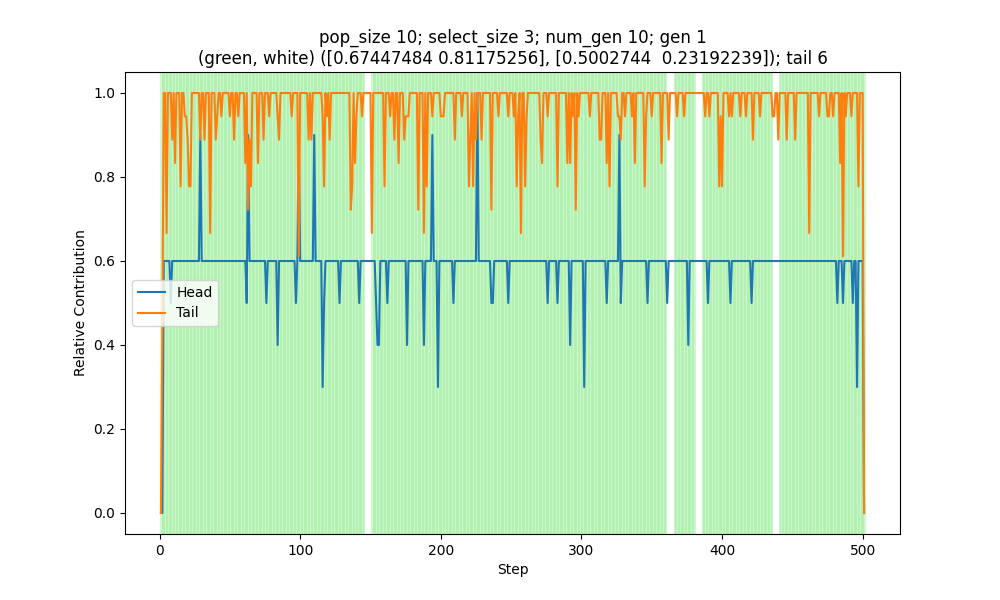 pop_size 10; select_size 3; num_gen 10; gen 1
(green, white) ([0.67447484 0.81175256], [0.5002744  0.23192239]); tail 6
Relative Contribution
1.0
0.8
0.6
0.4
0.2
0.0
Head
Tail
0 100 200 300 400 500
Step